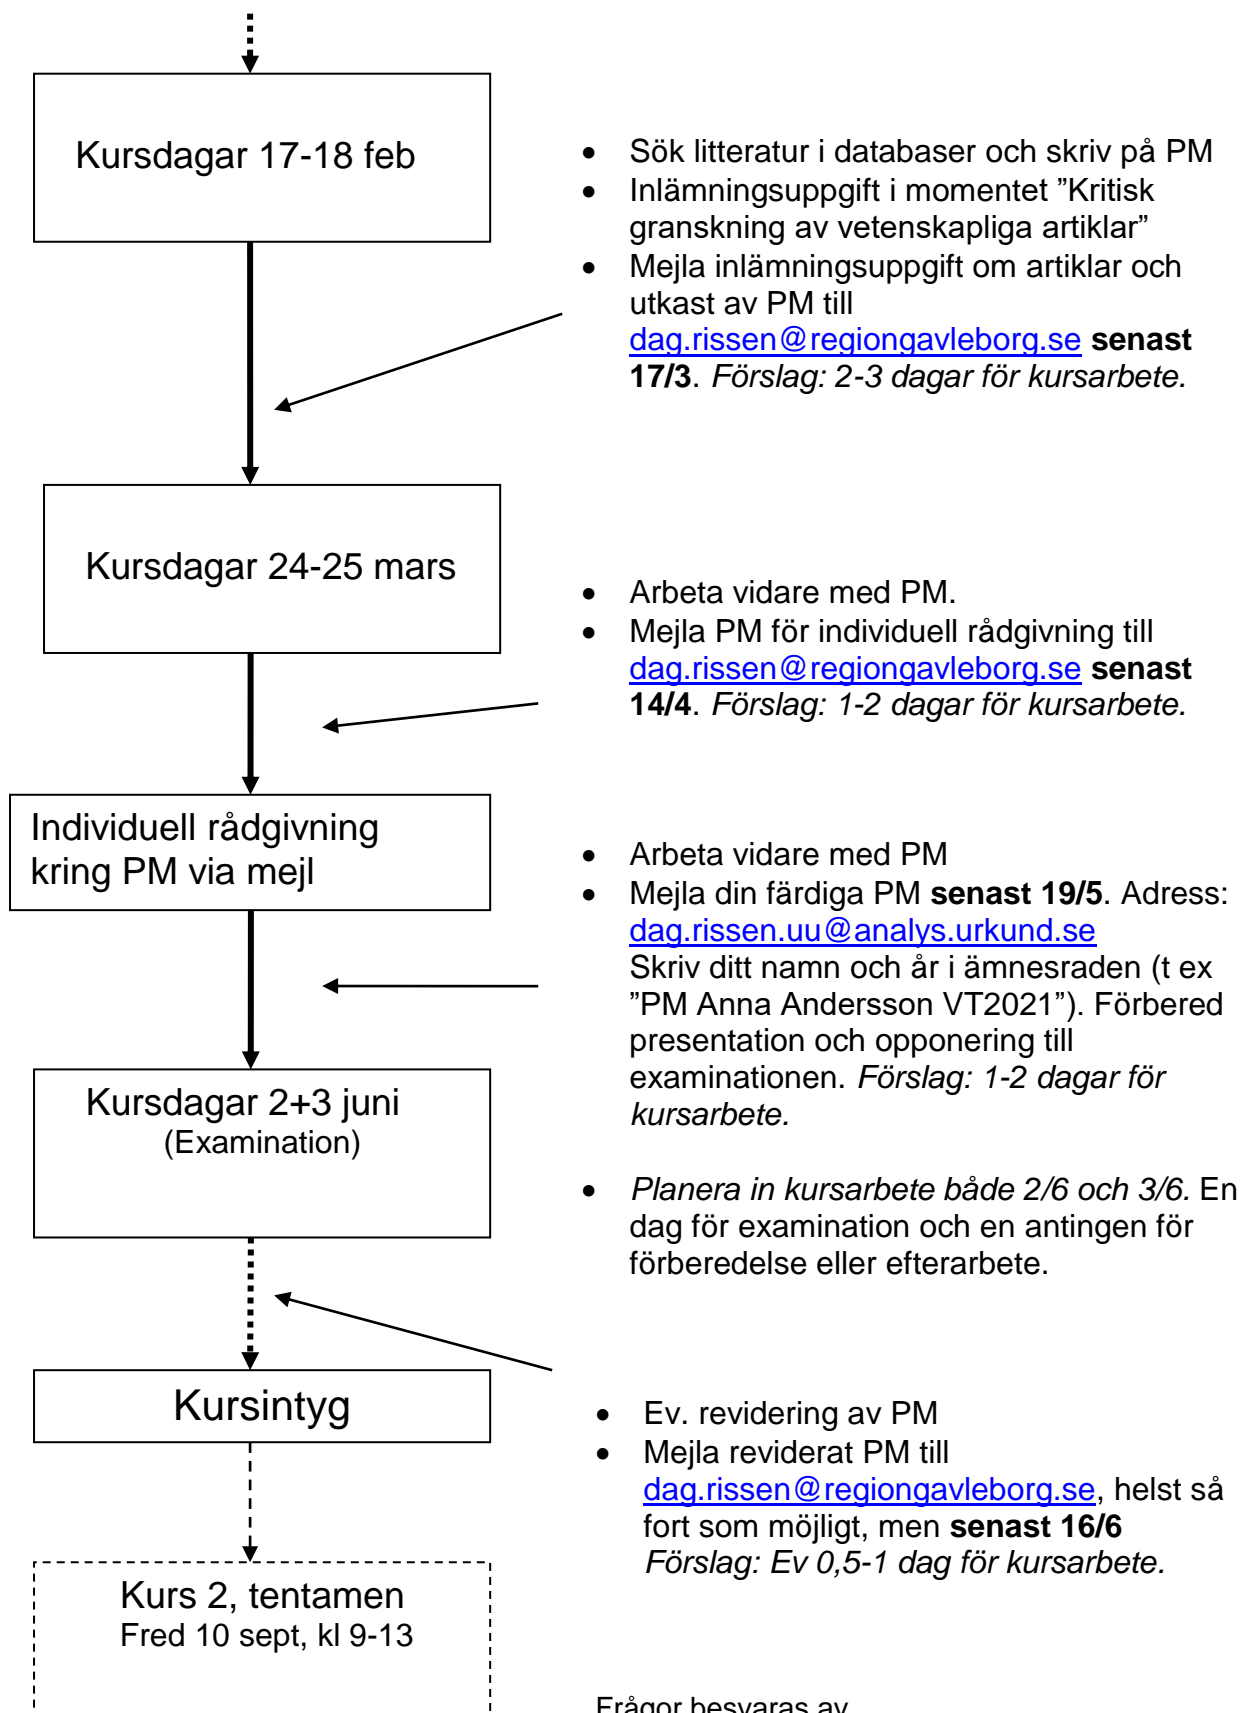 Kursdagar 17-18 feb
• Sök litteratur i databaser och skriv på PM
• Inlämningsuppgift i momentet ”Kritisk
granskning av vetenskapliga artiklar”
• Mejla inlämningsuppgift om artiklar och
utkast av PM till
dag.rissen@regiongavleborg.se senast
17/3. Förslag: 2-3 dagar för kursarbete.
Kursdagar 24-25 mars
• Arbeta vidare med PM.
• Mejla PM för individuell rådgivning till
dag.rissen@regiongavleborg.se senast
14/4. Förslag: 1-2 dagar för kursarbete.
Individuell rådgivning
kring PM via mejl
• Arbeta vidare med PM
• Mejla din färdiga PM senast 19/5. Adress:
dag.rissen.uu@analys.urkund.se
Skriv ditt namn och år i ämnesraden (t ex
”PM Anna Andersson VT2021”). Förbered
presentation och opponering till
examinationen. Förslag: 1-2 dagar för
kursarbete.
Kursdagar 2+3 juni
(Examination)
• Planera in kursarbete både 2/6 och 3/6. En
dag för examination och en antingen för
förberedelse eller efterarbete.
Kursintyg
• Ev. revidering av PM
• Mejla reviderat PM till
dag.rissen@regiongavleborg.se, helst så
fort som möjligt, men senast 16/6
Förslag: Ev 0,5-1 dag för kursarbete.
Kurs 2, tentamen
Fred 10 sept, kl 9-13
Frågor besvaras av